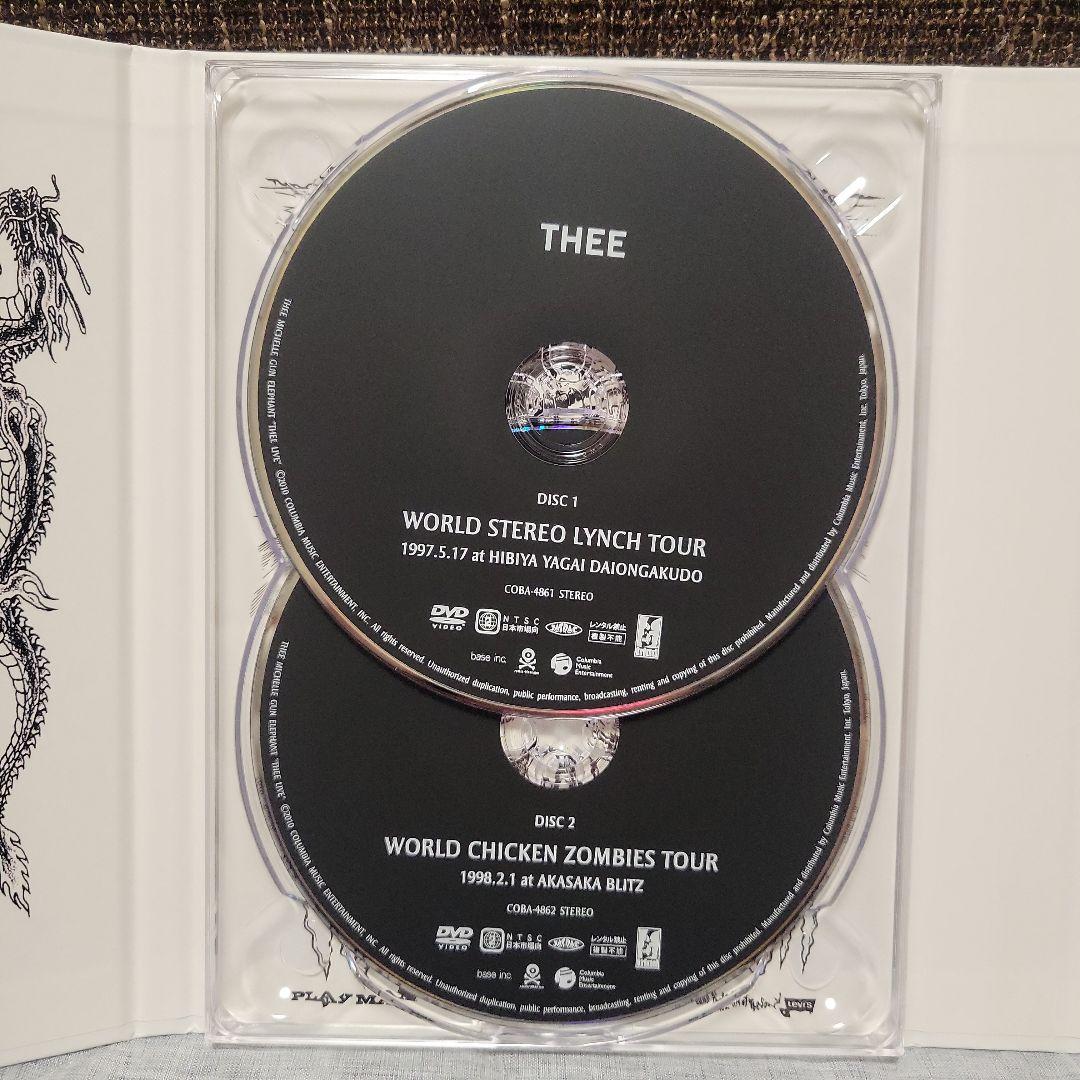 THEE
THEE MICHELLE GUN ELEPHANT "THEE LIVE" ©2010 COLUMBIA MUSIC ENTERTAINMENT, INC. All rights reserved. Unauthorized duplication, public performance, broadcasting, renting and copying of this disc prohibited. Manufactured and distributed by Columbia Music Entertainment, Inc. Tokyo, Japan.
DISC 1
WORLD STEREO LYNCH TOUR
1997.5.17 at HIBIYA YAGAI DAIONGAKUDO
COBA-4861 STEREO
DVD
VIDEO
NTSC
日本市場向
レンタル禁止
複製不能
base inc.
Columbia
Music
Entertainment
THEE MICHELLE GUN ELEPHANT "THEE LIVE" ©2010 COLUMBIA MUSIC ENTERTAINMENT, INC. All rights reserved. Unauthorized duplication, public performance, broadcasting, renting and copying of this disc prohibited. Manufactured and distributed by Columbia Music Entertainment, Inc. Tokyo, Japan.
DISC 2
WORLD CHICKEN ZOMBIES TOUR
1998.2.1 at AKASAKA BLITZ
COBA-4862 STEREO
DVD
VIDEO
NTSC
日本市場向
レンタル禁止
複製不能
base inc.
Columbia
Music
Entertainment
PLAY
LEVI'S